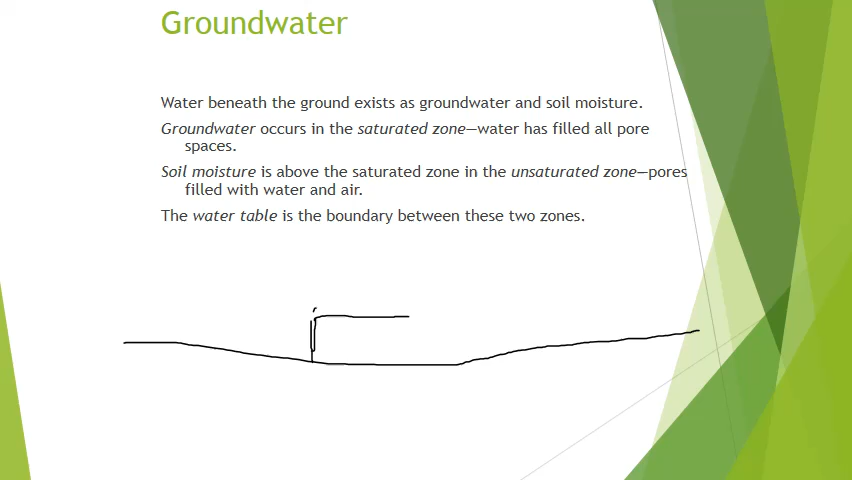 Groundwater
Water beneath the ground exists as groundwater and soil moisture.
Groundwater occurs in the saturated zone—water has filled all pore
spaces.
Soil moisture is above the saturated zone in the unsaturated zone—pores
filled with water and air.
The water table is the boundary between these two zones.